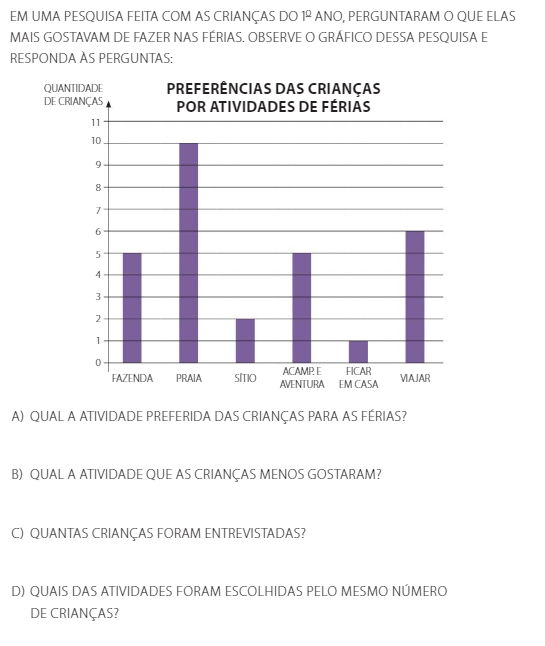 EM UMA PESQUISA FEITA COM AS CRIANÇAS DO 1º ANO, PERGUNTARAM O QUE ELAS
MAIS GOSTAVAM DE FAZER NAS FÉRIAS. OBSERVE O GRÁFICO DESSA PESQUISA E
RESPONDA ÀS PERGUNTAS:
QUANTIDADE
DE CRIANÇAS
PREFERÊNCIAS DAS CRIANÇAS
POR ATIVIDADES DE FÉRIAS
11
10
9
8
7
6
5
4
3
2
1
0
FAZENDA
PRAIA
SÍTIO
ACAMP. E
AVENTURA
FICAR
EM CASA
VIAJAR
A) QUAL A ATIVIDADE PREFERIDA DAS CRIANÇAS PARA AS FÉRIAS?
B) QUAL A ATIVIDADE QUE AS CRIANÇAS MENOS GOSTARAM?
C) QUANTAS CRIANÇAS FORAM ENTREVISTADAS?
D) QUAIS DAS ATIVIDADES FORAM ESCOLHIDAS PELO MESMO NÚMERO
DE CRIANÇAS?